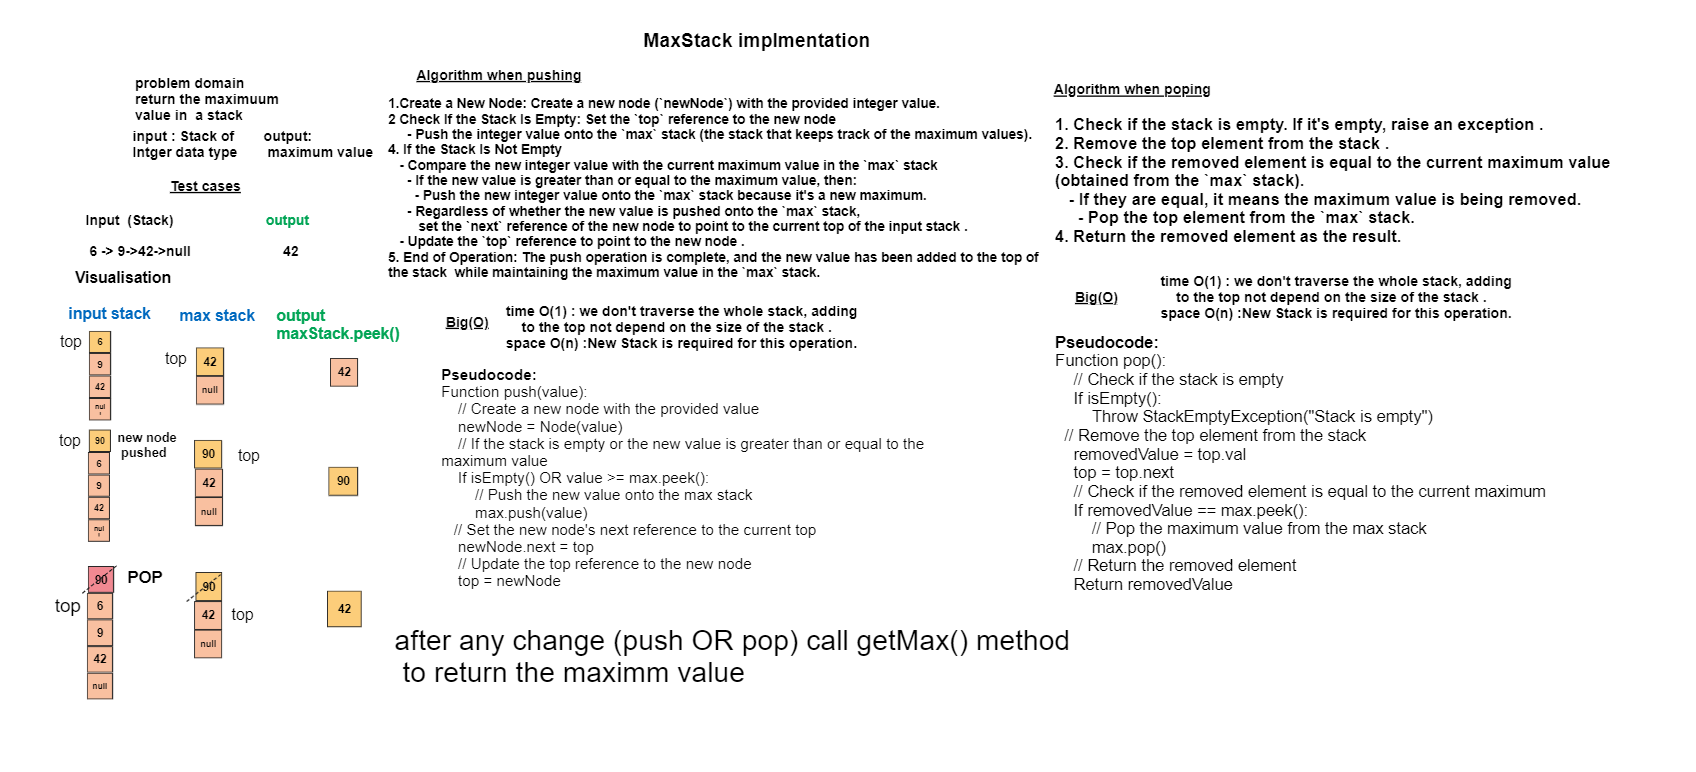 MaxStack implmentation
problem domain
return the maximuum
value in a stack
input : Stack of
Intger data type
output:
maximum value
Test cases
Input (Stack)
output
6 -> 9->42->null
42
Visualisation
input stack
max stack
output
maxStack.peek()
top
6
9
42
nul
l
top
42
null
42
top
90
new node
pushed
6
9
42
nul
l
90
top
42
null
90
90
POP
top
6
9
42
null
90
42
top
null
42
Algorithm when pushing
1.Create a New Node: Create a new node (`newNode`) with the provided integer value.
2 Check If the Stack Is Empty: Set the `top` reference to the new node
- Push the integer value onto the `max` stack (the stack that keeps track of the maximum values).
4. If the Stack Is Not Empty
- Compare the new integer value with the current maximum value in the `max` stack
- If the new value is greater than or equal to the maximum value, then:
- Push the new integer value onto the `max` stack because it's a new maximum.
- Regardless of whether the new value is pushed onto the `max` stack,
set the `next` reference of the new node to point to the current top of the input stack .
- Update the `top` reference to point to the new node .
5. End of Operation: The push operation is complete, and the new value has been added to the top of
the stack while maintaining the maximum value in the `max` stack.
Big(O)
time O(1) : we don't traverse the whole stack, adding
to the top not depend on the size of the stack .
space O(n) :New Stack is required for this operation.
Pseudocode:
Function push(value):
// Create a new node with the provided value
newNode = Node(value)
// If the stack is empty or the new value is greater than or equal to the
maximum value
If isEmpty() OR value >= max.peek():
// Push the new value onto the max stack
max.push(value)
// Set the new node's next reference to the current top
newNode.next = top
// Update the top reference to the new node
top = newNode
Algorithm when poping
1. Check if the stack is empty. If it's empty, raise an exception .
2. Remove the top element from the stack .
3. Check if the removed element is equal to the current maximum value
(obtained from the `max` stack).
- If they are equal, it means the maximum value is being removed.
- Pop the top element from the `max` stack.
4. Return the removed element as the result.
Big(O)
time O(1) : we don't traverse the whole stack, adding
to the top not depend on the size of the stack .
space O(n) :New Stack is required for this operation.
Pseudocode:
Function pop():
// Check if the stack is empty
If isEmpty():
Throw StackEmptyException("Stack is empty")
// Remove the top element from the stack
removedValue = top.val
top = top.next
// Check if the removed element is equal to the current maximum
If removedValue == max.peek():
// Pop the maximum value from the max stack
max.pop()
// Return the removed element
Return removedValue
after any change (push OR pop) call getMax() method
to return the maximm value